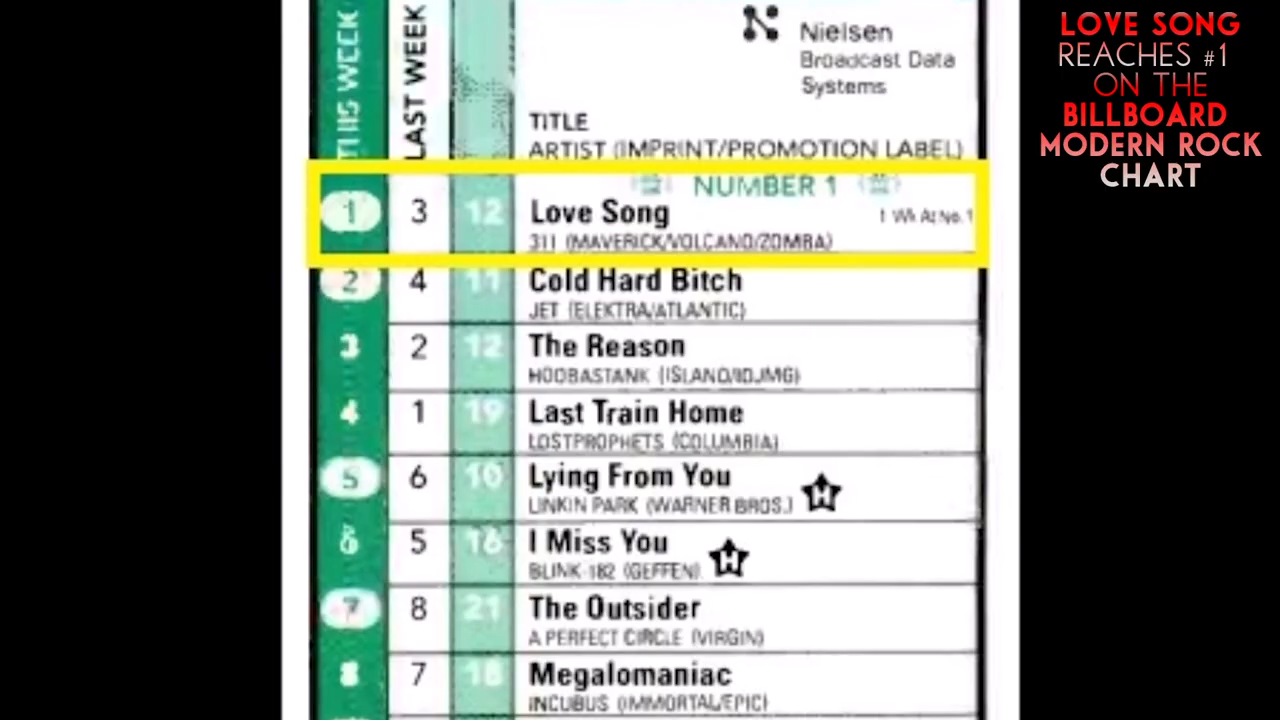 THIS WEEK
LAST WEEK
Nielsen
Broadcast Data
Systems
TITLE
ARTIST (IMPRINT/PROMOTION LABEL)
NUMBER 1
1 3 12 Love Song 1 Wk At No. 1
311 (MAVERICK/VOLCANO/ZOMBA)
2 4 11 Cold Hard Bitch
JET (ELEKTRA/ATLANTIC)
3 2 12 The Reason
HOOBASTANK (ISLAND/IDJMG)
4 1 19 Last Train Home
LOSTPROPHETS (COLUMBIA)
5 6 10 Lying From You H
LINKIN PARK (WARNER BROS.)
6 5 16 I Miss You H
BLINK-182 (GEFFEN)
7 8 21 The Outsider
A PERFECT CIRCLE (VIRGIN)
8 7 18 Megalomaniac
INCUBUS (IMMORTAL/EPIC)
LOVE SONG
REACHES #1
ON THE
BILLBOARD
MODERN ROCK
CHART